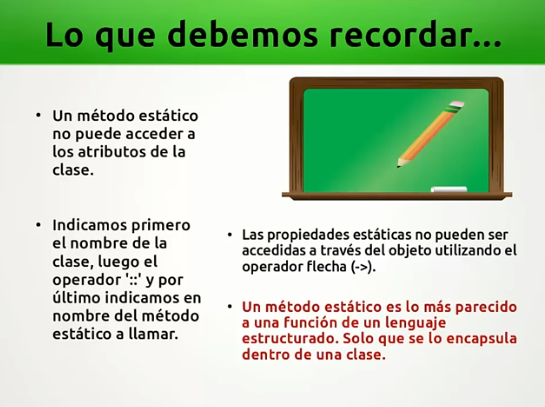 Lo que debemos recordar...
• Un método estático
no puede acceder a
los atributos de la
clase.
• Indicamos primero
el nombre de la
clase, luego el
operador '::' y por
último indicamos en
nombre del método
estático a llamar.
• Las propiedades estáticas no pueden ser
accedidas a través del objeto utilizando el
operador flecha (->).
• Un método estático es lo más parecido
a una función de un lenguaje
estructurado. Solo que se lo encapsula
dentro de una clase.